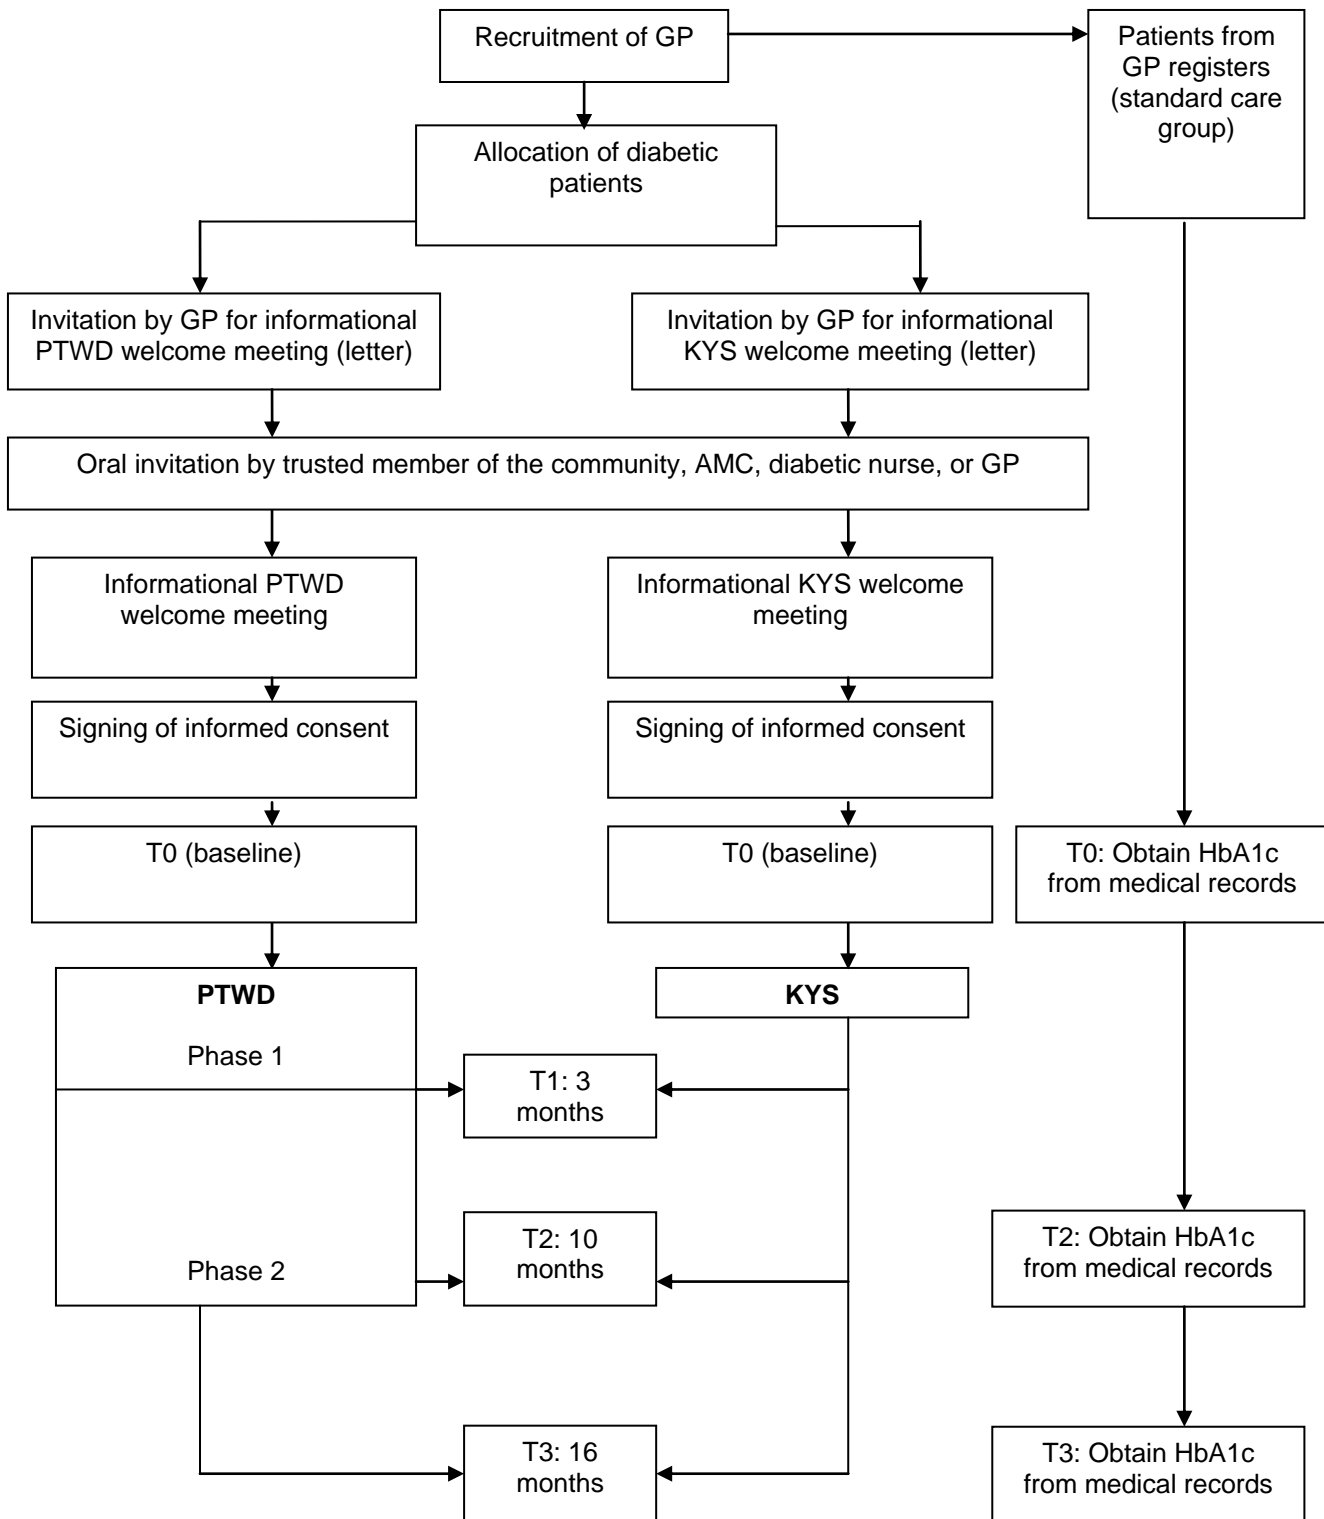 Recruitment of GP
Patients from
GP registers
(standard care
group)
Allocation of diabetic
patients
Invitation by GP for informational
PTWD welcome meeting (letter)
Invitation by GP for informational
KYS welcome meeting (letter)
Oral invitation by trusted member of the community, AMC, diabetic nurse, or GP
Informational PTWD
welcome meeting
Informational KYS welcome
meeting
Signing of informed consent
Signing of informed consent
T0 (baseline)
T0 (baseline)
T0: Obtain HbA1c
from medical records
PTWD
Phase 1
KYS
T1: 3
months
T2: 10
months
Phase 2
T2: Obtain HbA1c
from medical records
T3: 16
months
T3: Obtain HbA1c
from medical records